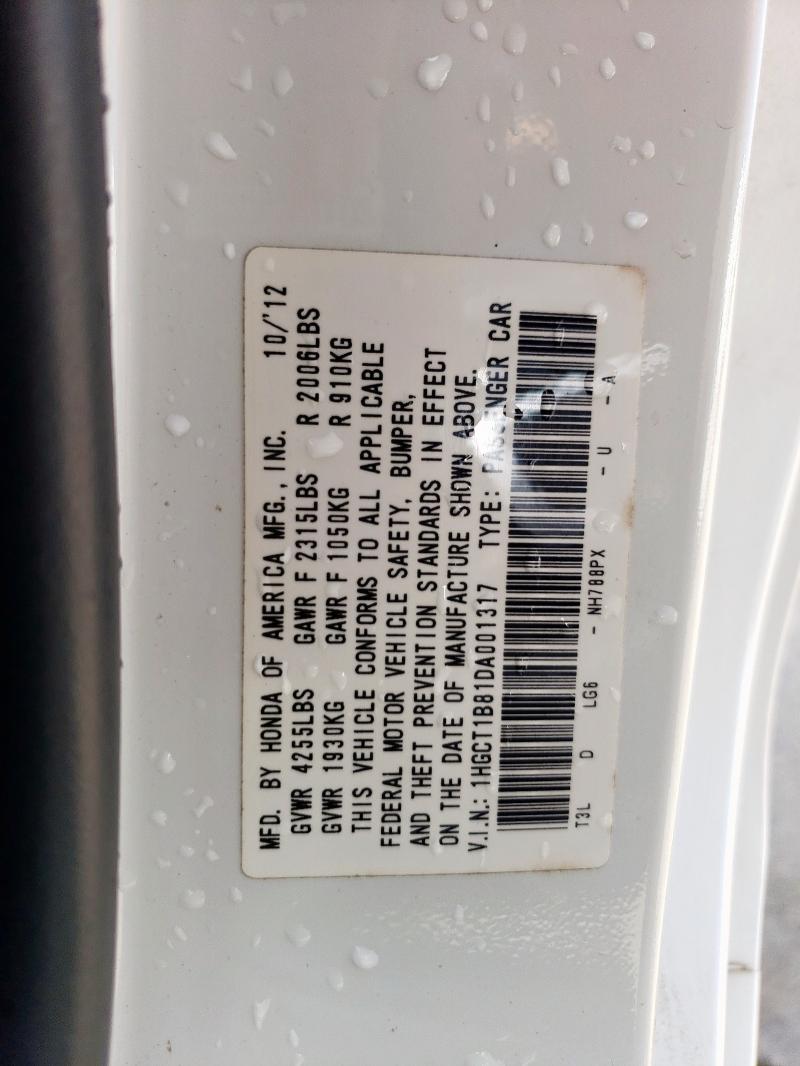 MFD. BY HONDA OF AMERICA MFG., INC. 10/'12
GVWR 4255LBS GAWR F 2315LBS R 2006LBS
GVWR 1930KG GAWR F 1050KG R 910KG
THIS VEHICLE CONFORMS TO ALL APPLICABLE
FEDERAL MOTOR VEHICLE SAFETY, BUMPER,
AND THEFT PREVENTION STANDARDS IN EFFECT
ON THE DATE OF MANUFACTURE SHOWN ABOVE.
V.I.N.: 1HGCT1B81DA001317 TYPE: PASSENGER CAR
T3L D LG6 - NH788PX - U - A